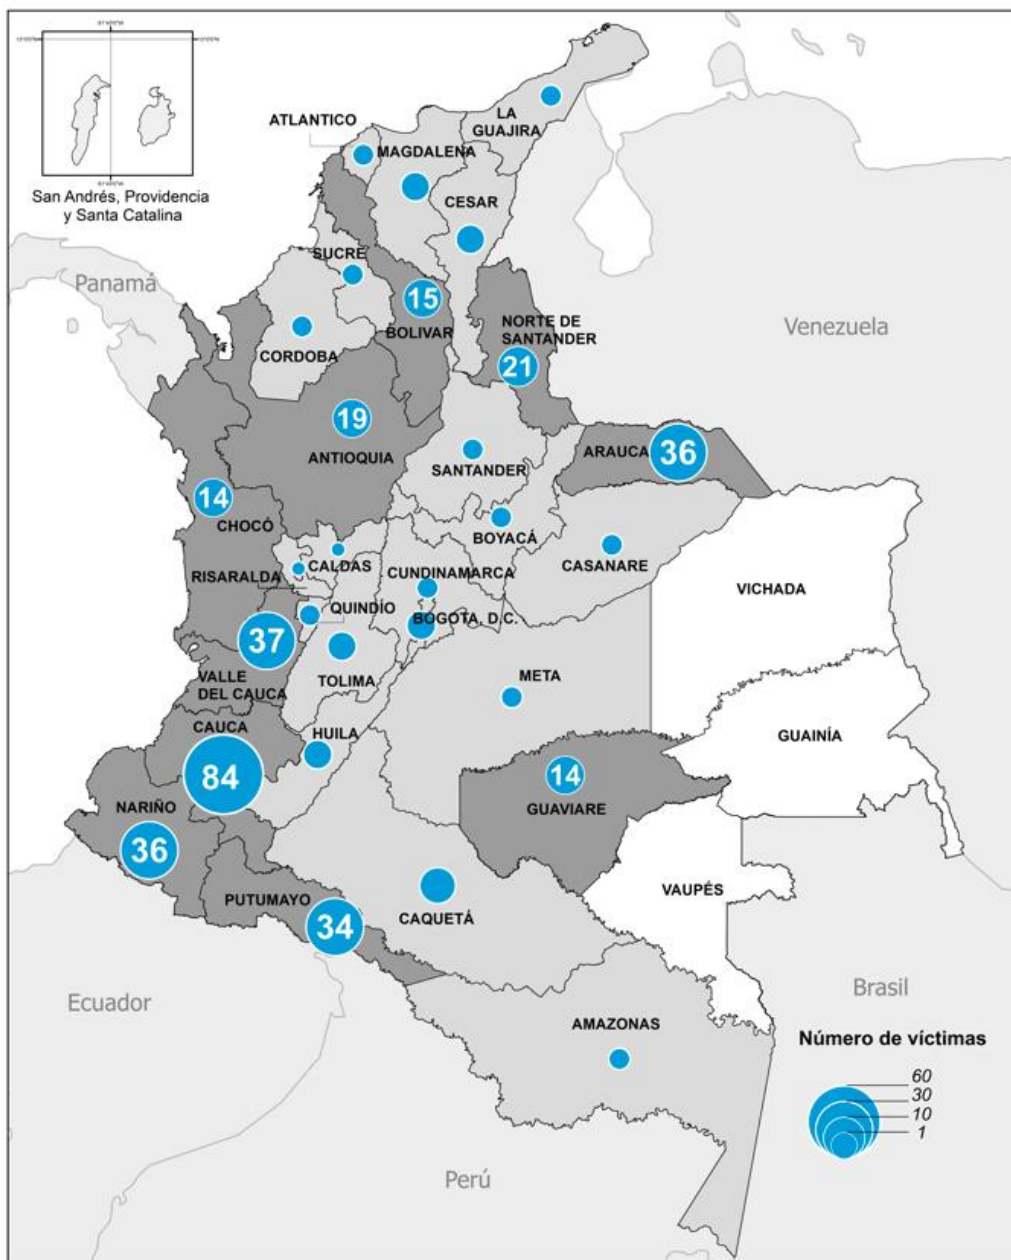 San Andrés, Providencia
y Santa Catalina
ATLANTICO
LA
GUAJIRA
MAGDALENA
CESAR
SUCRE
Panamá
15
BOLIVAR
NORTE DE
SANTANDER
21
Venezuela
CORDOBA
19
ANTIOQUIA
ARAUCA
36
SANTANDER
14
CHOCÓ
BOYACÁ
CASANARE
RISARALDA
CALDAS
CUNDINAMARCA
VICHADA
QUINDÍO
BOGOTA, D.C.
37
VALLE
DEL CAUCA
TOLIMA
META
CAUCA
HUILA
GUAINÍA
84
14
GUAVIARE
NARIÑO
36
PUTUMAYO
34
CAQUETÁ
VAUPÉS
Ecuador
Brasil
AMAZONAS
Número de víctimas
60
30
10
1
Perú